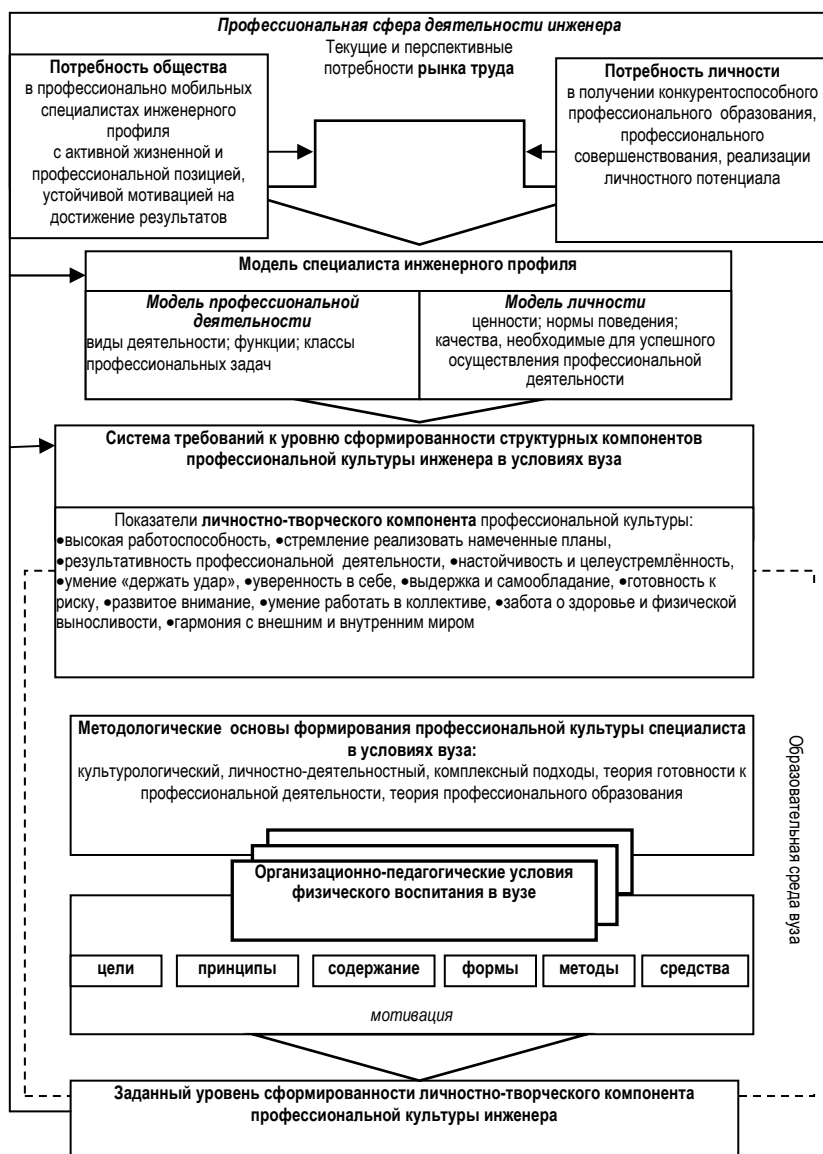 Профессиональная сфера деятельности инженера
Текущие и перспективные
потребности рынка труда
Потребность общества
в профессионально мобильных
специалистах инженерного
профиля
с активной жизненной и
профессиональной позицией,
устойчивой мотивацией на
достижение результатов
Потребность личности
в получении конкурентоспособного
профессионального образования,
профессионального
совершенствования, реализации
личностного потенциала
Модель специалиста инженерного профиля
Модель профессиональной
деятельности
виды деятельности; функции; классы
профессиональных задач
Модель личности
ценности; нормы поведения;
качества, необходимые для успешного
осуществления профессиональной
деятельности
Система требований к уровню сформированности структурных компонентов
профессиональной культуры инженера в условиях вуза
Показатели личностно-творческого компонента профессиональной культуры:
•высокая работоспособность, •стремление реализовать намеченные планы,
•результативность профессиональной деятельности, •настойчивость и целеустремлённость,
•умение «держать удар», •уверенность в себе, •выдержка и самообладание, •готовность к
риску, •развитое внимание, •умение работать в коллективе, •забота о здоровье и физической
выносливости, •гармония с внешним и внутренним миром
Методологические основы формирования профессиональной культуры специалиста
в условиях вуза:
культурологический, личностно-деятельностный, комплексный подходы, теория готовности к
профессиональной деятельности, теория профессионального образования
Образовательная среда вуза
Организационно-педагогические условия
физического воспитания в вузе
цели принципы содержание формы методы средства
мотивация
Заданный уровень сформированности личностно-творческого компонента
профессиональной культуры инженера